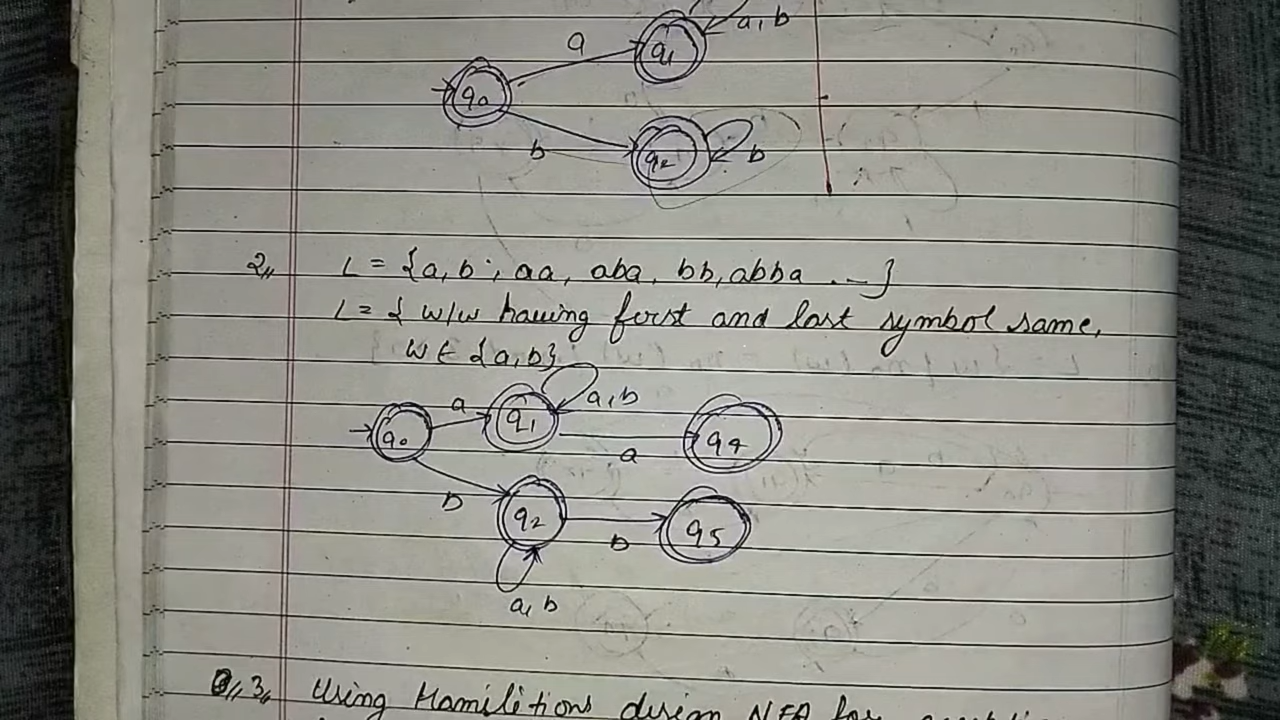 a
q1
a, b
q0
b
q2
b
2,, L = {a, b, aa, aba, bb, abba .-}
L = { w/w having first and last symbol same,
w ∈ {a, b}
a
q1
a, b
q0
a
q4
b
q2
b
q5
a, b
Q,, 3,, Using Hamilitions design NFA for